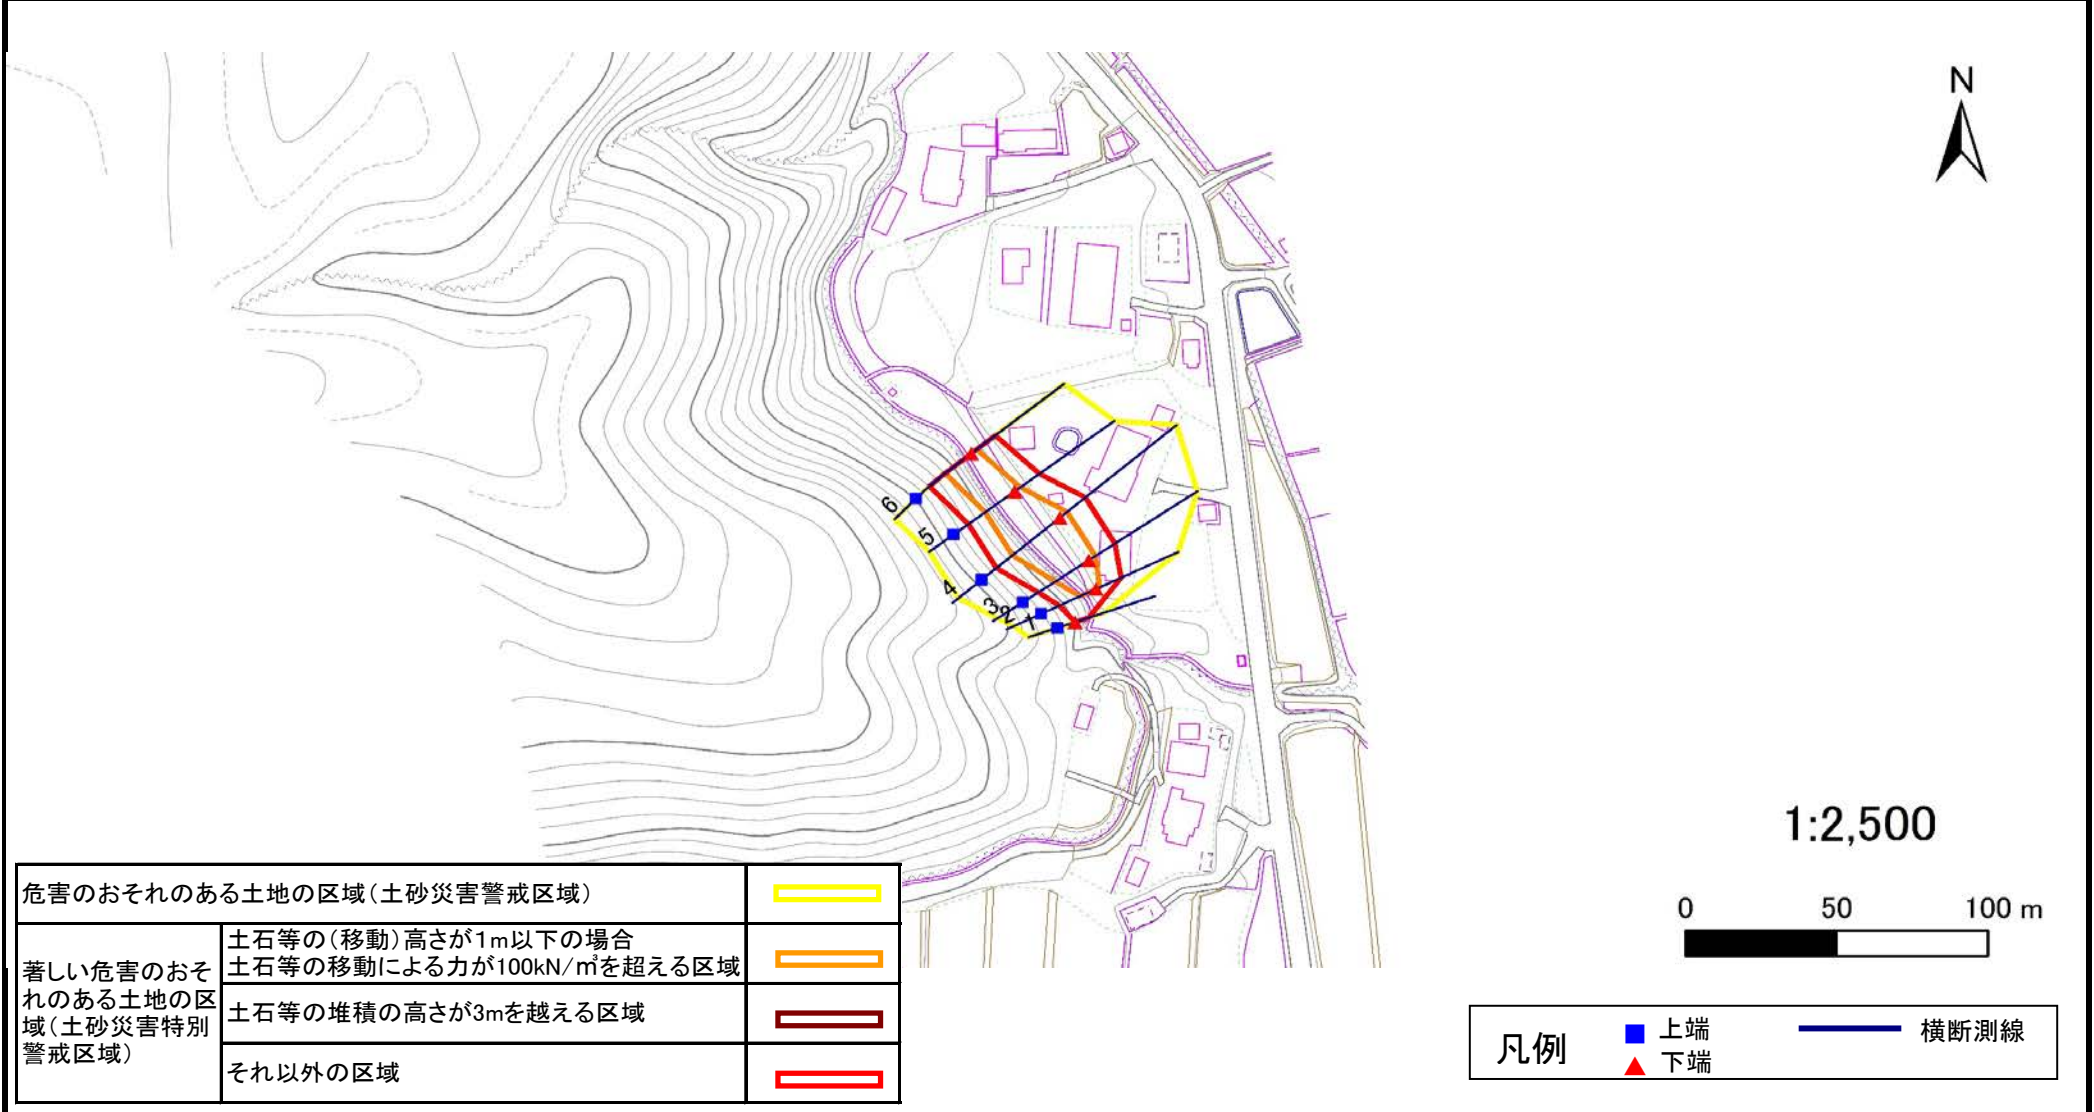 N
6
5
4
3
2
1
1:2,500
0 50 100 m
危害のおそれのある土地の区域(土砂災害警戒区域)
著しい危害のおそ
れのある土地の区
域(土砂災害特別
警戒区域)
土石等の(移動)高さが1m以下の場合
土石等の移動による力が100kN/㎥を超える区域
土石等の堆積の高さが3mを越える区域
それ以外の区域
凡例
上端
下端
横断測線